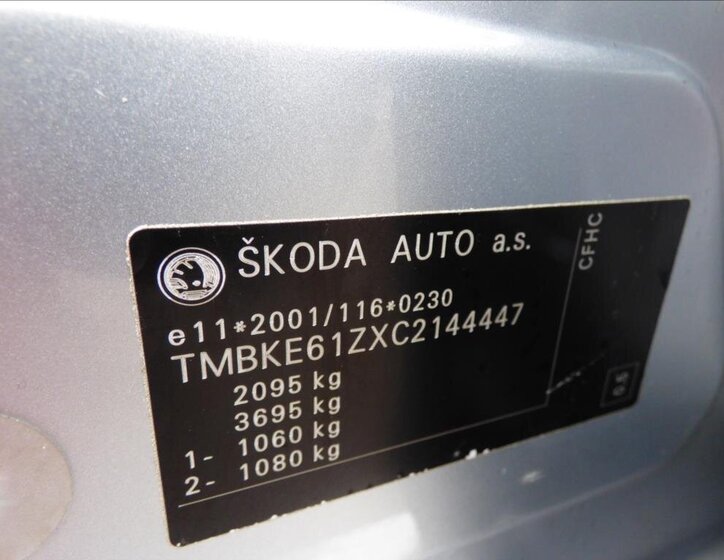 ŠKODA AUTO a.s.
CFHC
e11*2001/116*0230
TMBKE61ZXC2144447
2095 kg
3695 kg
1- 1060 kg
2- 1080 kg